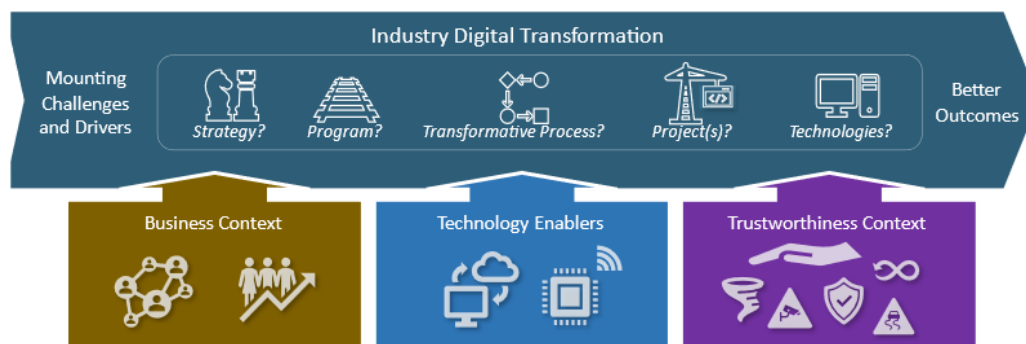 Industry Digital Transformation
Mounting
Challenges
and Drivers
Strategy?
Program?
Transformative Process?
Project(s)?
</>
Technologies?
Better
Outcomes
Business Context
Technology Enablers
Trustworthiness Context